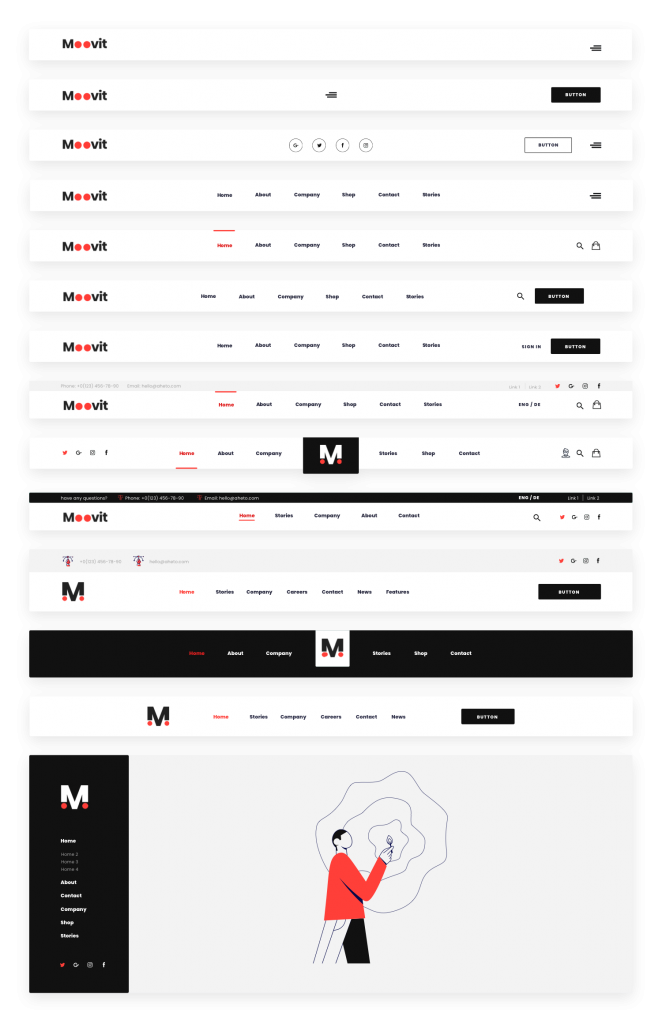 Moovit
Moovit BUTTON
Moovit BUTTON
Moovit Home About Company Shop Contact Stories
Moovit Home About Company Shop Contact Stories
Moovit Home About Company Shop Contact Stories BUTTON
Moovit Home About Company Shop Contact Stories SIGN IN BUTTON
Phone: +3(123) 456-78-90 Email: hello@aheto.com Link 1 Link 2
Moovit Home About Company Shop Contact Stories ENG / DE
Home About Company M Stories Shop Contact
have any questions? Phone: +3(123) 456-78-90 Email: hello@aheto.com ENG / DE Link 1 Link 2
Moovit Home Stories Company About Contact
+3(123) 456-78-90 hello@aheto.com
M Home Stories Company Careers Contact News Features BUTTON
Home About Company M Stories Shop Contact
M Home Stories Company Careers Contact News BUTTON
M
Home
Home 2
Home 3
Home 4
About
Contact
Company
Shop
Stories